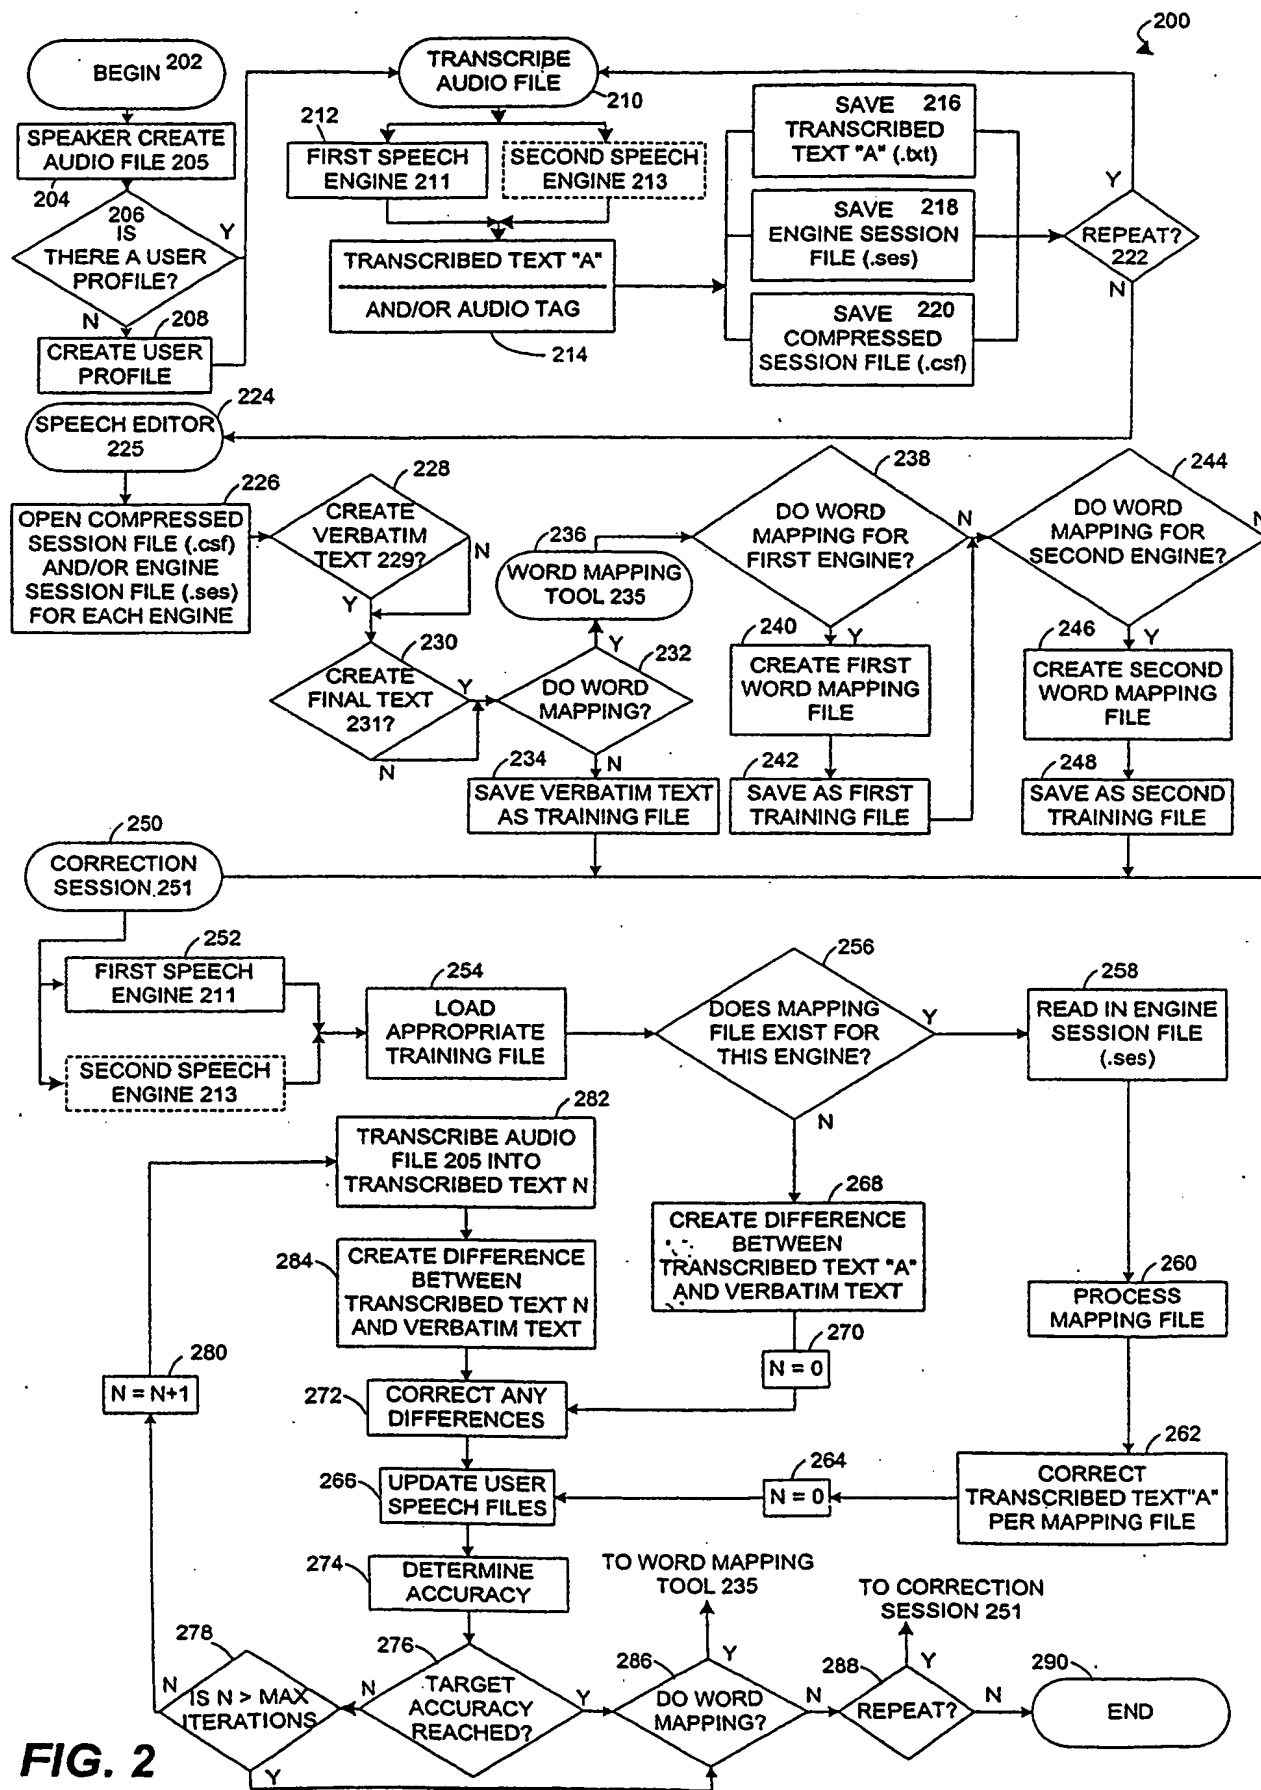 200
BEGIN 202
SPEAKER CREATE
AUDIO FILE 205
204
206
IS
THERE A USER
PROFILE?
Y
N
208
CREATE USER
PROFILE
TRANSCRIBE
AUDIO FILE
210
212
FIRST SPEECH
ENGINE 211
SECOND SPEECH
ENGINE 213
TRANSCRIBED TEXT "A"
AND/OR AUDIO TAG
214
SAVE 216
TRANSCRIBED
TEXT "A" (.txt)
SAVE 218
ENGINE SESSION
FILE (.ses)
SAVE 220
COMPRESSED
SESSION FILE (.csf)
Y
REPEAT?
222
N
224
SPEECH EDITOR
225
226
OPEN COMPRESSED
SESSION FILE (.csf)
AND/OR ENGINE
SESSION FILE (.ses)
FOR EACH ENGINE
228
CREATE
VERBATIM
TEXT 229?
N
Y
230
CREATE
FINAL TEXT
231?
Y
N
236
WORD MAPPING
TOOL 235
Y
232
DO WORD
MAPPING?
N
234
SAVE VERBATIM TEXT
AS TRAINING FILE
238
DO WORD
MAPPING FOR
FIRST ENGINE?
N
Y
240
CREATE FIRST
WORD MAPPING
FILE
242
SAVE AS FIRST
TRAINING FILE
244
DO WORD
MAPPING FOR
SECOND ENGINE?
N
Y
246
CREATE SECOND
WORD MAPPING
FILE
248
SAVE AS SECOND
TRAINING FILE
250
CORRECTION
SESSION 251
252
FIRST SPEECH
ENGINE 211
SECOND SPEECH
ENGINE 213
254
LOAD
APPROPRIATE
TRAINING FILE
256
DOES MAPPING
FILE EXIST FOR
THIS ENGINE?
Y
N
258
READ IN ENGINE
SESSION FILE
(.ses)
260
PROCESS
MAPPING FILE
262
CORRECT
TRANSCRIBED TEXT"A"
PER MAPPING FILE
264
N = 0
268
CREATE DIFFERENCE
BETWEEN
TRANSCRIBED TEXT "A"
AND VERBATIM TEXT
270
N = 0
282
TRANSCRIBE AUDIO
FILE 205 INTO
TRANSCRIBED TEXT N
284
CREATE DIFFERENCE
BETWEEN
TRANSCRIBED TEXT N
AND VERBATIM TEXT
280
N = N+1
272
CORRECT ANY
DIFFERENCES
266
UPDATE USER
SPEECH FILES
274
DETERMINE
ACCURACY
276
TARGET
ACCURACY
REACHED?
N
Y
278
IS N > MAX
ITERATIONS
N
Y
TO WORD MAPPING
TOOL 235
286
Y
DO WORD
MAPPING?
N
TO CORRECTION
SESSION 251
288
Y
REPEAT?
N
290
END
FIG. 2